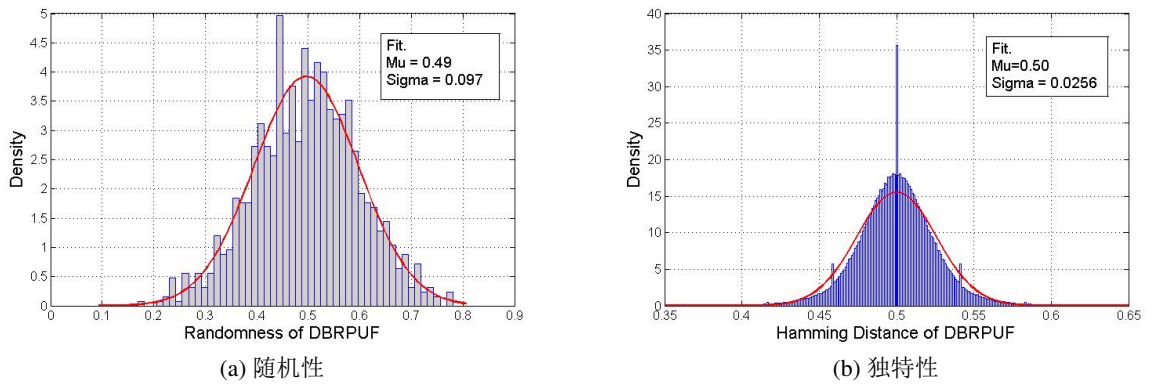 5
4.5
4
3.5
3
2.5
2
1.5
1
0.5
0
0 0.1 0.2 0.3 0.4 0.5 0.6 0.7 0.8 0.9
Density
Fit.
Mu = 0.49
Sigma = 0.097
Randomness of DBRPUF
(a) 随机性
40
35
30
25
20
15
10
5
0
0.35 0.4 0.45 0.5 0.55 0.6 0.65
Density
Fit.
Mu=0.50
Sigma = 0.0256
Hamming Distance of DBRPUF
(b) 独特性